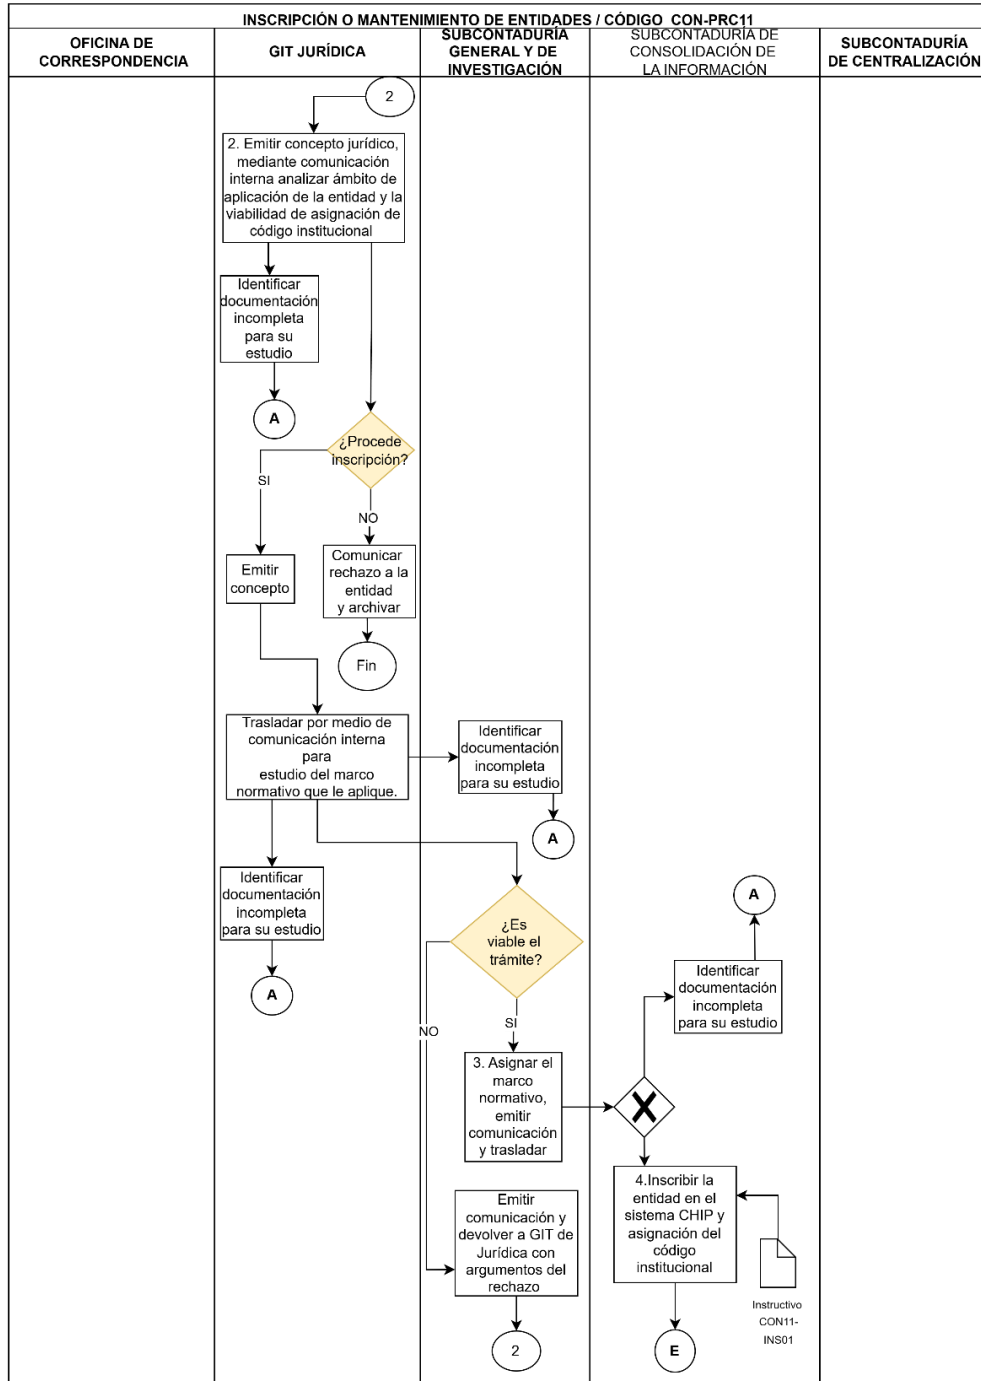 INSCRIPCIÓN O MANTENIMIENTO DE ENTIDADES / CÓDIGO CON-PRC11
OFICINA DE
CORRESPONDENCIA
GIT JURÍDICA
SUBCONTADURÍA
GENERAL Y DE
INVESTIGACIÓN
SUBCONTADURÍA DE
CONSOLIDACIÓN DE
LA INFORMACIÓN
SUBCONTADURÍA
DE CENTRALIZACIÓN
2
2. Emitir concepto jurídico,
mediante comunicación
interna analizar ámbito de
aplicación de la entidad y la
viabilidad de asignación de
código institucional
Identificar
documentación
incompleta
para su
estudio
A
¿Procede
inscripción?
SI
NO
Emitir
concepto
Comunicar
rechazo a la
entidad
y archivar
Fin
Trasladar por medio de
comunicación interna
para
estudio del marco
normativo que le aplique.
Identificar
documentación
incompleta
para su estudio
A
Identificar
documentación
incompleta
para su estudio
A
¿Es
viable el
trámite?
NO
SI
A
Identificar
documentación
incompleta
para su estudio
3. Asignar el
marco
normativo,
emitir
comunicación
y trasladar
X
Emitir
comunicación y
devolver a GIT de
Jurídica con
argumentos del
rechazo
2
4.Inscribir la
entidad en el
sistema CHIP y
asignación del
código
institucional
Instructivo
CON11-
INS01
E